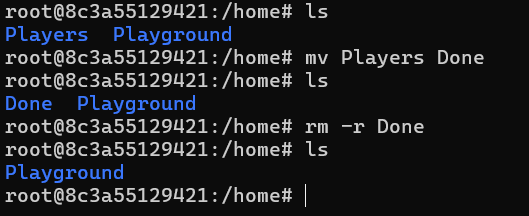 root@8c3a55129421:/home# ls
Players  Playground
root@8c3a55129421:/home# mv Players Done
root@8c3a55129421:/home# ls
Done  Playground
root@8c3a55129421:/home# rm -r Done
root@8c3a55129421:/home# ls
Playground
root@8c3a55129421:/home#